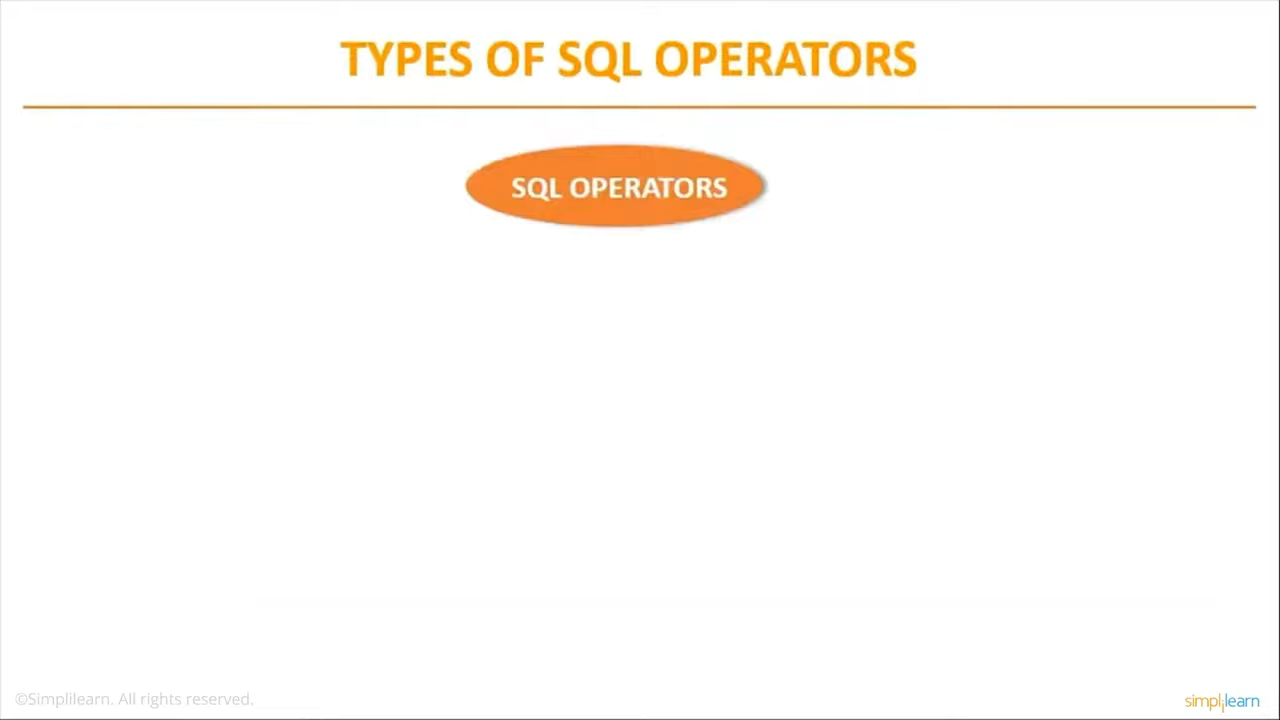 TYPES OF SQL OPERATORS
SQL OPERATORS
©Simplilearn. All rights reserved.
simplilearn